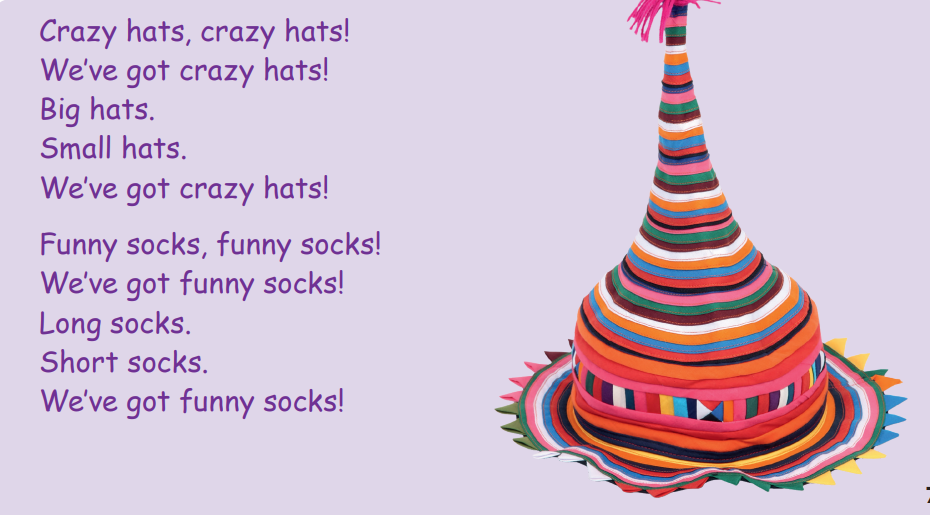 Crazy hats, crazy hats!
We've got crazy hats!
Big hats.
Small hats.
We've got crazy hats!
Funny socks, funny socks!
We've got funny socks!
Long socks.
Short socks.
We've got funny socks!